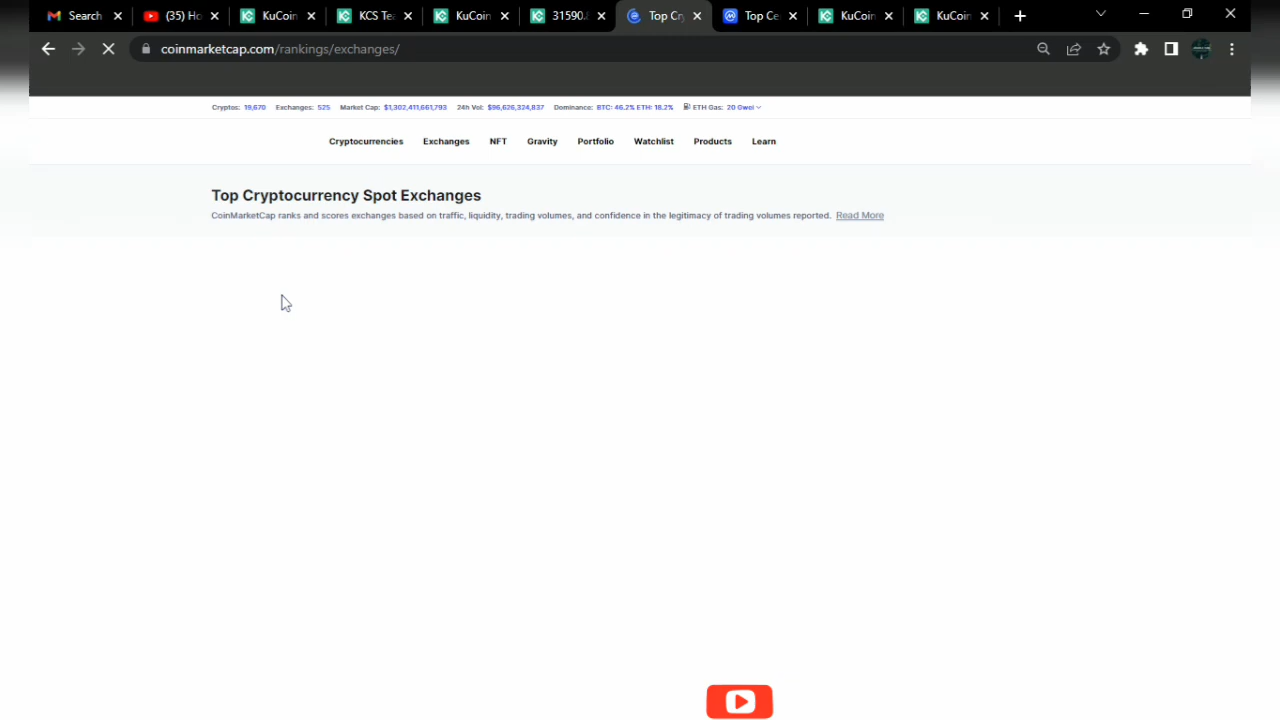 Search (35) Ho KuCoin KCS Tea KuCoin 31590. Top Cry Top Ce KuCoin KuCoin
coinmarketcap.com/rankings/exchanges/
Cryptos: 19,670 Exchanges: 525 Market Cap: $1,302,411,661,793 24h Vol: $96,626,324,837 Dominance: BTC: 46.2% ETH: 18.2% ETH Gas: 20 Gwei
Cryptocurrencies Exchanges NFT Gravity Portfolio Watchlist Products Learn
Top Cryptocurrency Spot Exchanges
CoinMarketCap ranks and scores exchanges based on traffic, liquidity, trading volumes, and confidence in the legitimacy of trading volumes reported. Read More